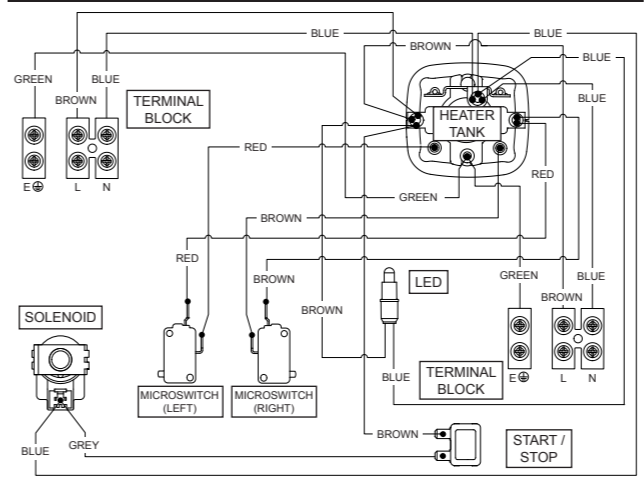 BLUE
BLUE
BROWN
BLUE
GREEN
BLUE
BROWN
TERMINAL
BLOCK
BLUE
HEATER
TANK
RED
RED
E L N
GREEN
BROWN
RED
BROWN
GREEN
BLUE
BROWN
LED
BROWN
SOLENOID
TERMINAL
BLOCK
E L N
BLUE
MICROSWITCH
(LEFT)
MICROSWITCH
(RIGHT)
BROWN
START /
STOP
BLUE
GREY